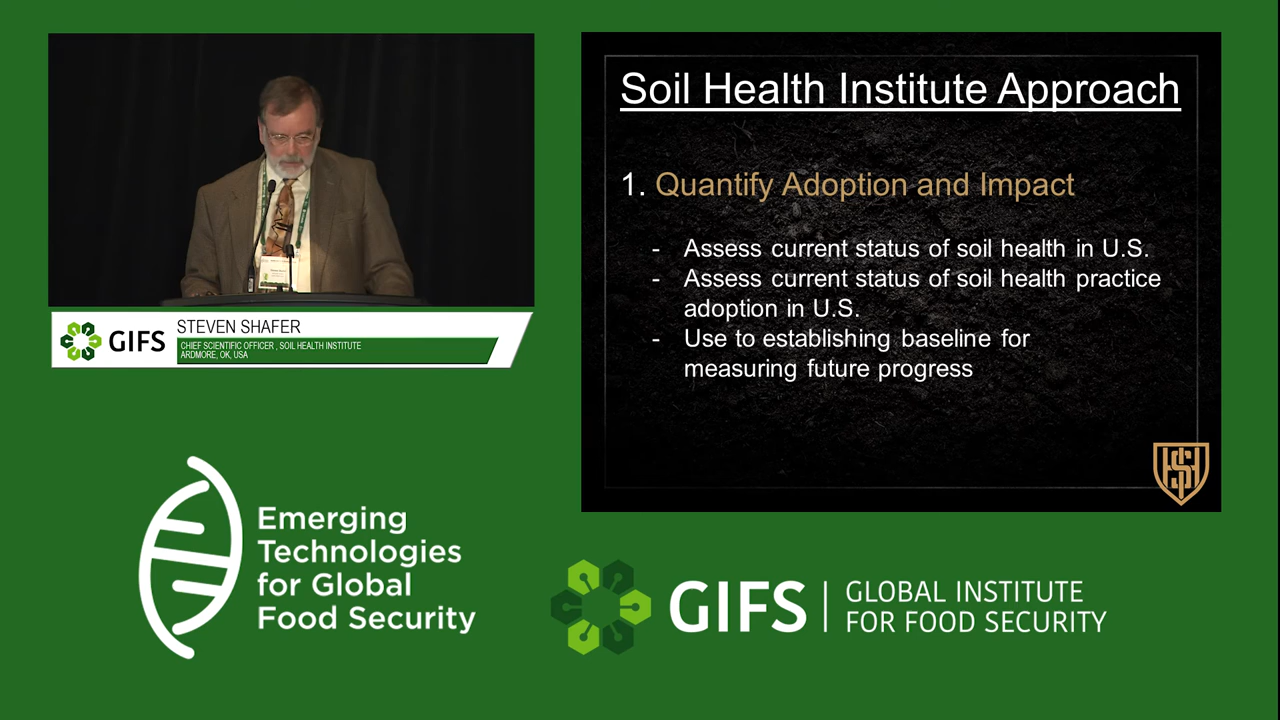 Soil Health Institute Approach
1. Quantify Adoption and Impact
- Assess current status of soil health in U.S.
- Assess current status of soil health practice
adoption in U.S.
- Use to establishing baseline for
measuring future progress
GIFS
STEVEN SHAFER
CHIEF SCIENTIFIC OFFICER , SOIL HEALTH INSTITUTE
ARDMORE, OK, USA
Emerging
Technologies
for Global
Food Security
GIFS
GLOBAL INSTITUTE
FOR FOOD SECURITY